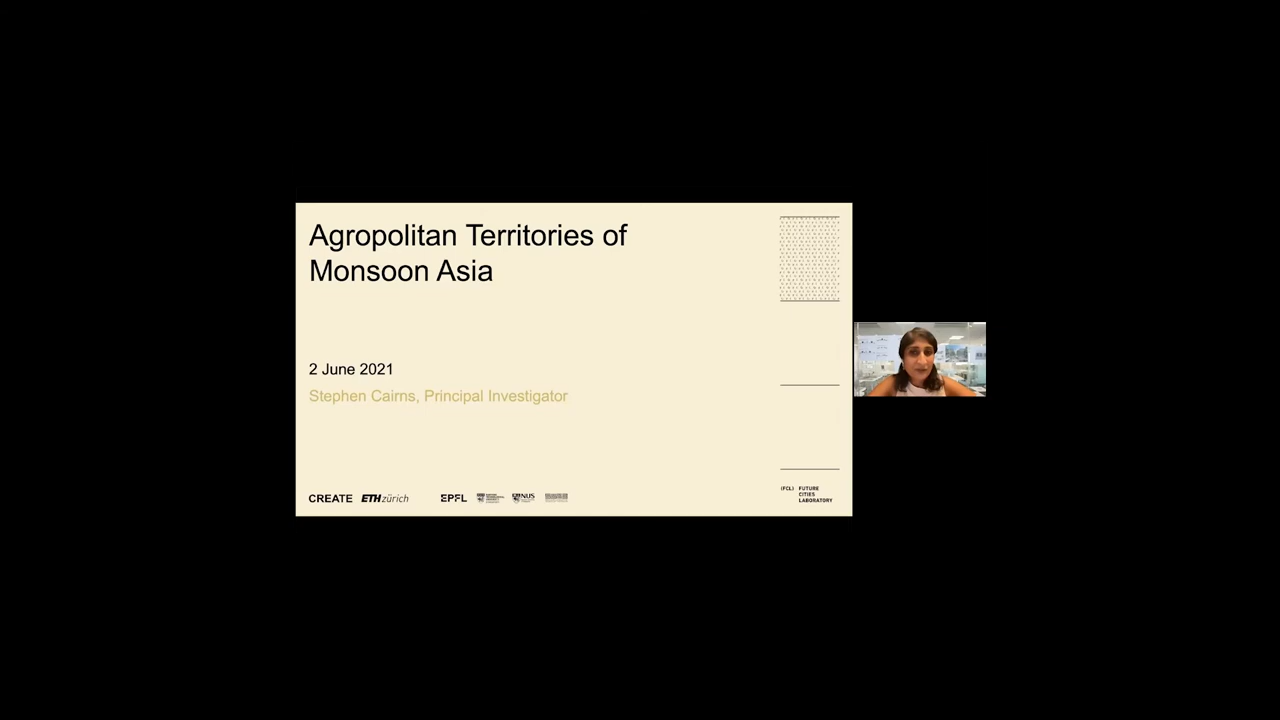 Agropolitan Territories of
Monsoon Asia
2 June 2021
Stephen Cairns, Principal Investigator
CREATE ETH zürich EPFL NUS
(FCL) FUTURE
CITIES
LABORATORY